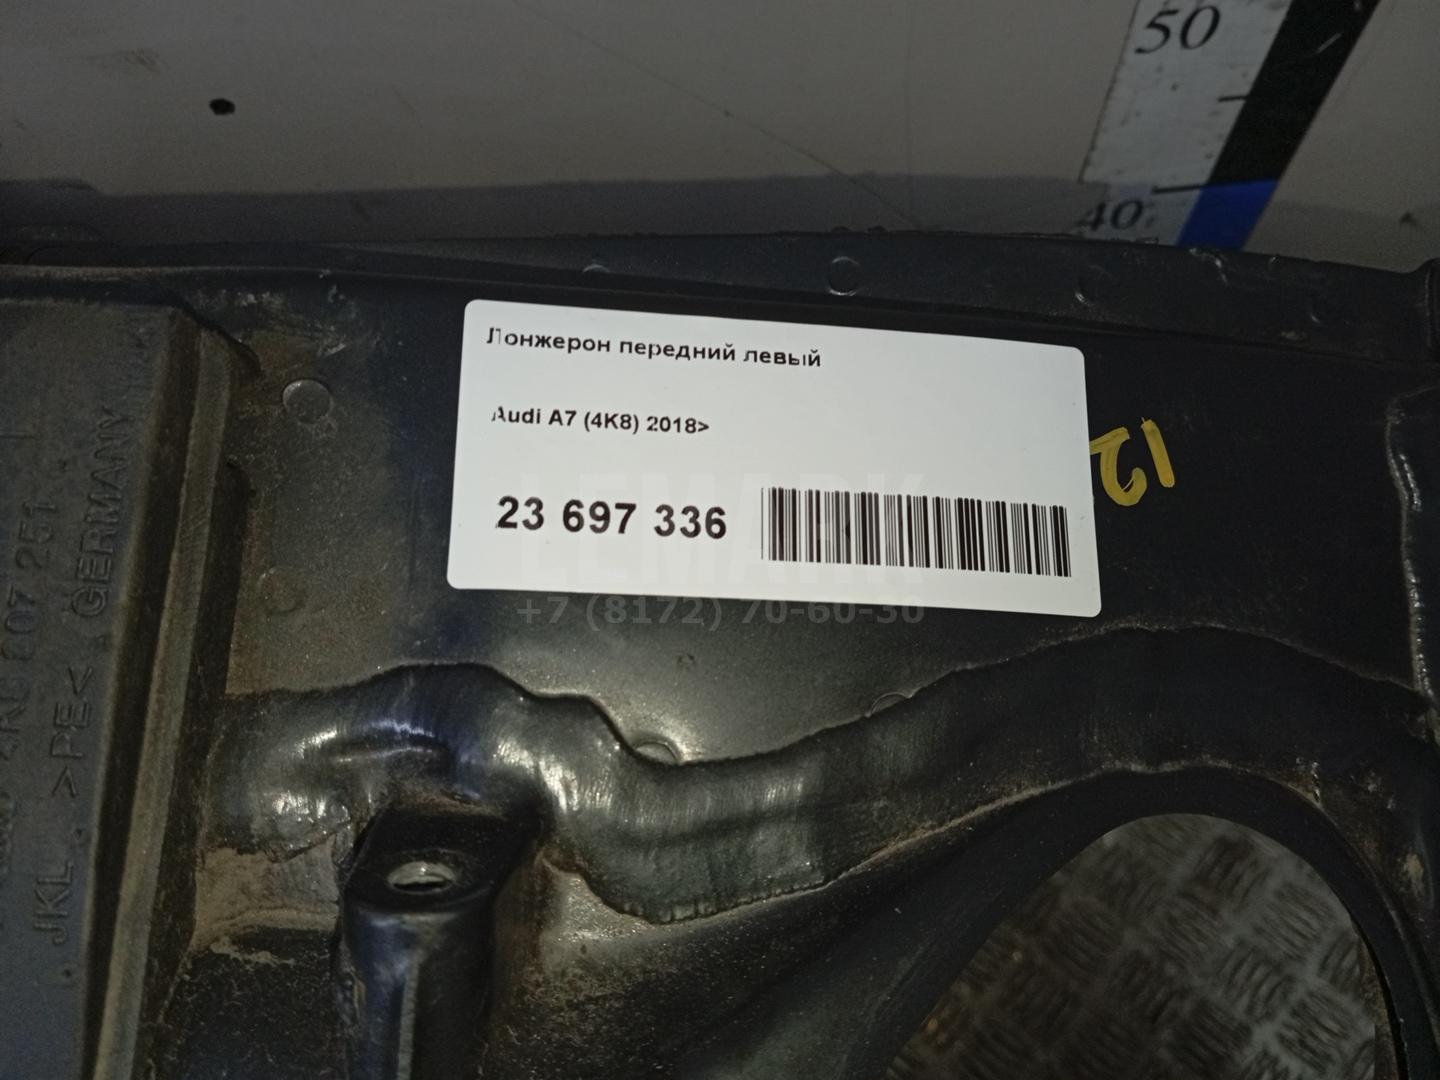 50
40
Лонжерон передний левый
Audi A7 (4K8) 2018>
23 697 336
12
LEMARK
+7 (8172) 70-60-30
807 251
>PE< GERMANY
JKL